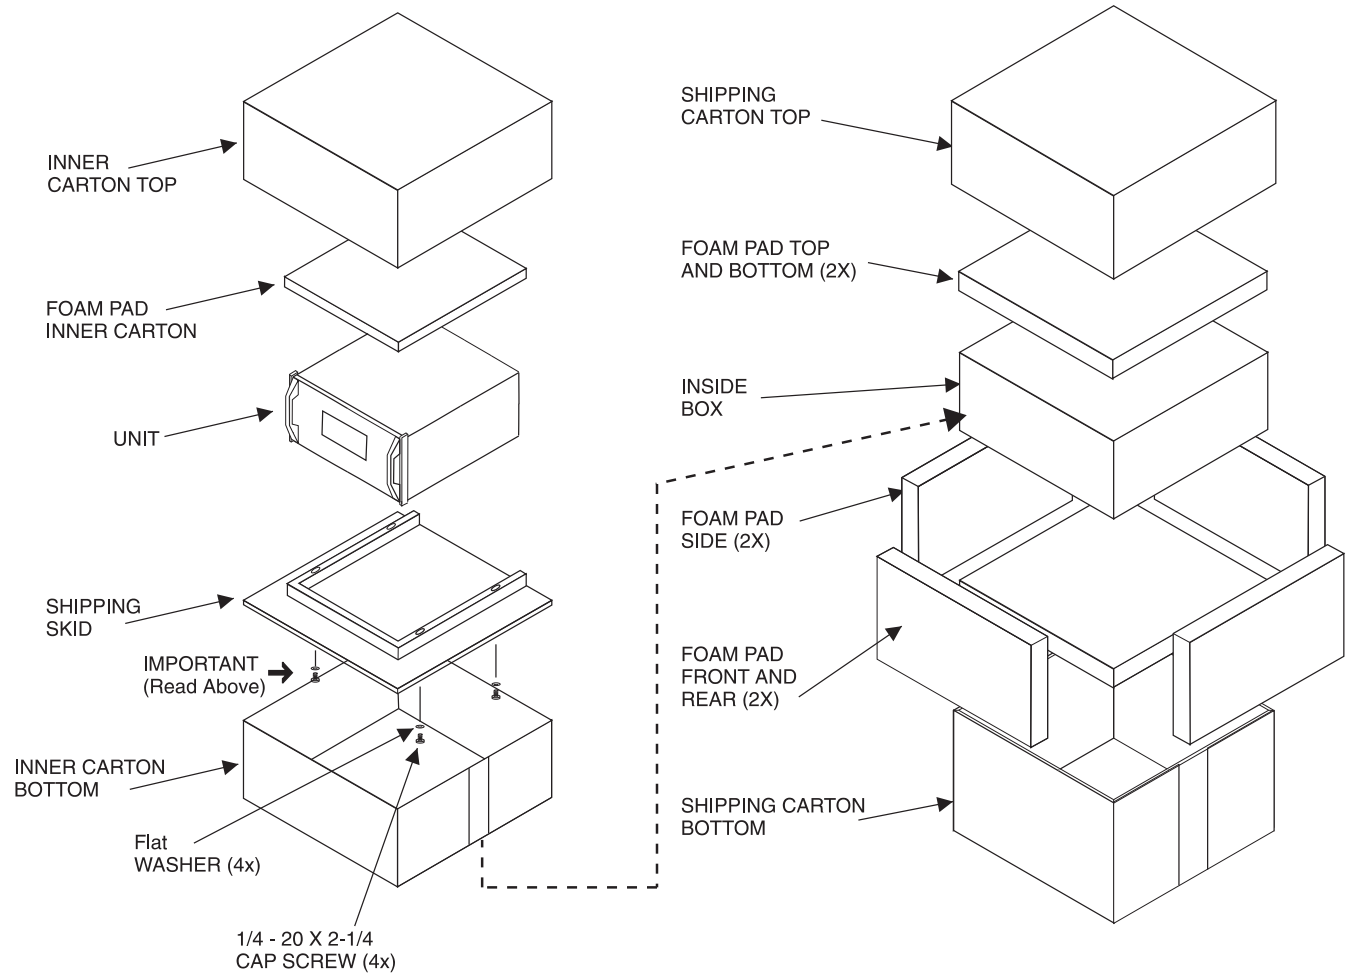 INNER
CARTON TOP
FOAM PAD
INNER CARTON
UNIT
SHIPPING
SKID
IMPORTANT
(Read Above)
INNER CARTON
BOTTOM
Flat
WASHER (4x)
1/4 - 20 X 2-1/4
CAP SCREW (4x)
SHIPPING
CARTON TOP
FOAM PAD TOP
AND BOTTOM (2X)
INSIDE
BOX
FOAM PAD
SIDE (2X)
FOAM PAD
FRONT AND
REAR (2X)
SHIPPING CARTON
BOTTOM